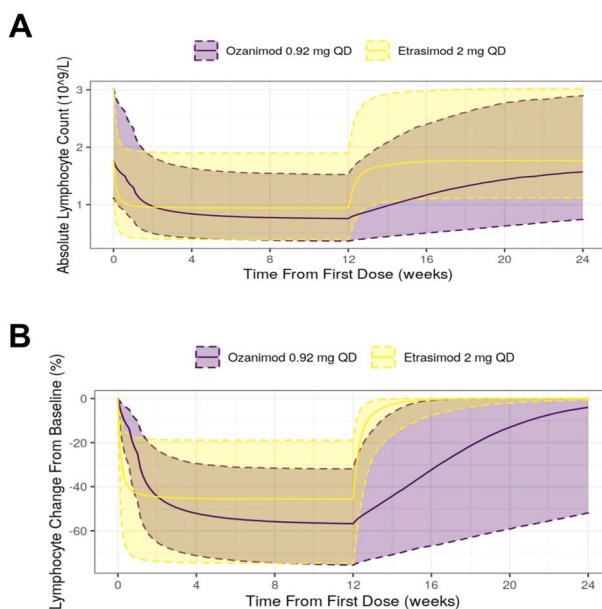 A
Ozanimod 0.92 mg QD Etrasimod 2 mg QD
Absolute Lymphocyte Count (10^9/L)
3
2
1
0 4 8 12 16 20 24
Time From First Dose (weeks)
B
Ozanimod 0.92 mg QD Etrasimod 2 mg QD
Lymphocyte Change From Baseline (%)
0
-20
-40
-60
0 4 8 12 16 20 24
Time From First Dose (weeks)